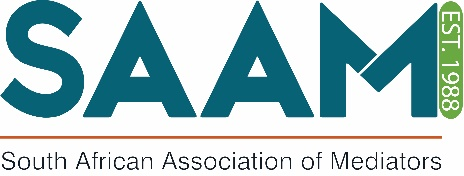 SAAM
EST. 1988
South African Association of Mediators